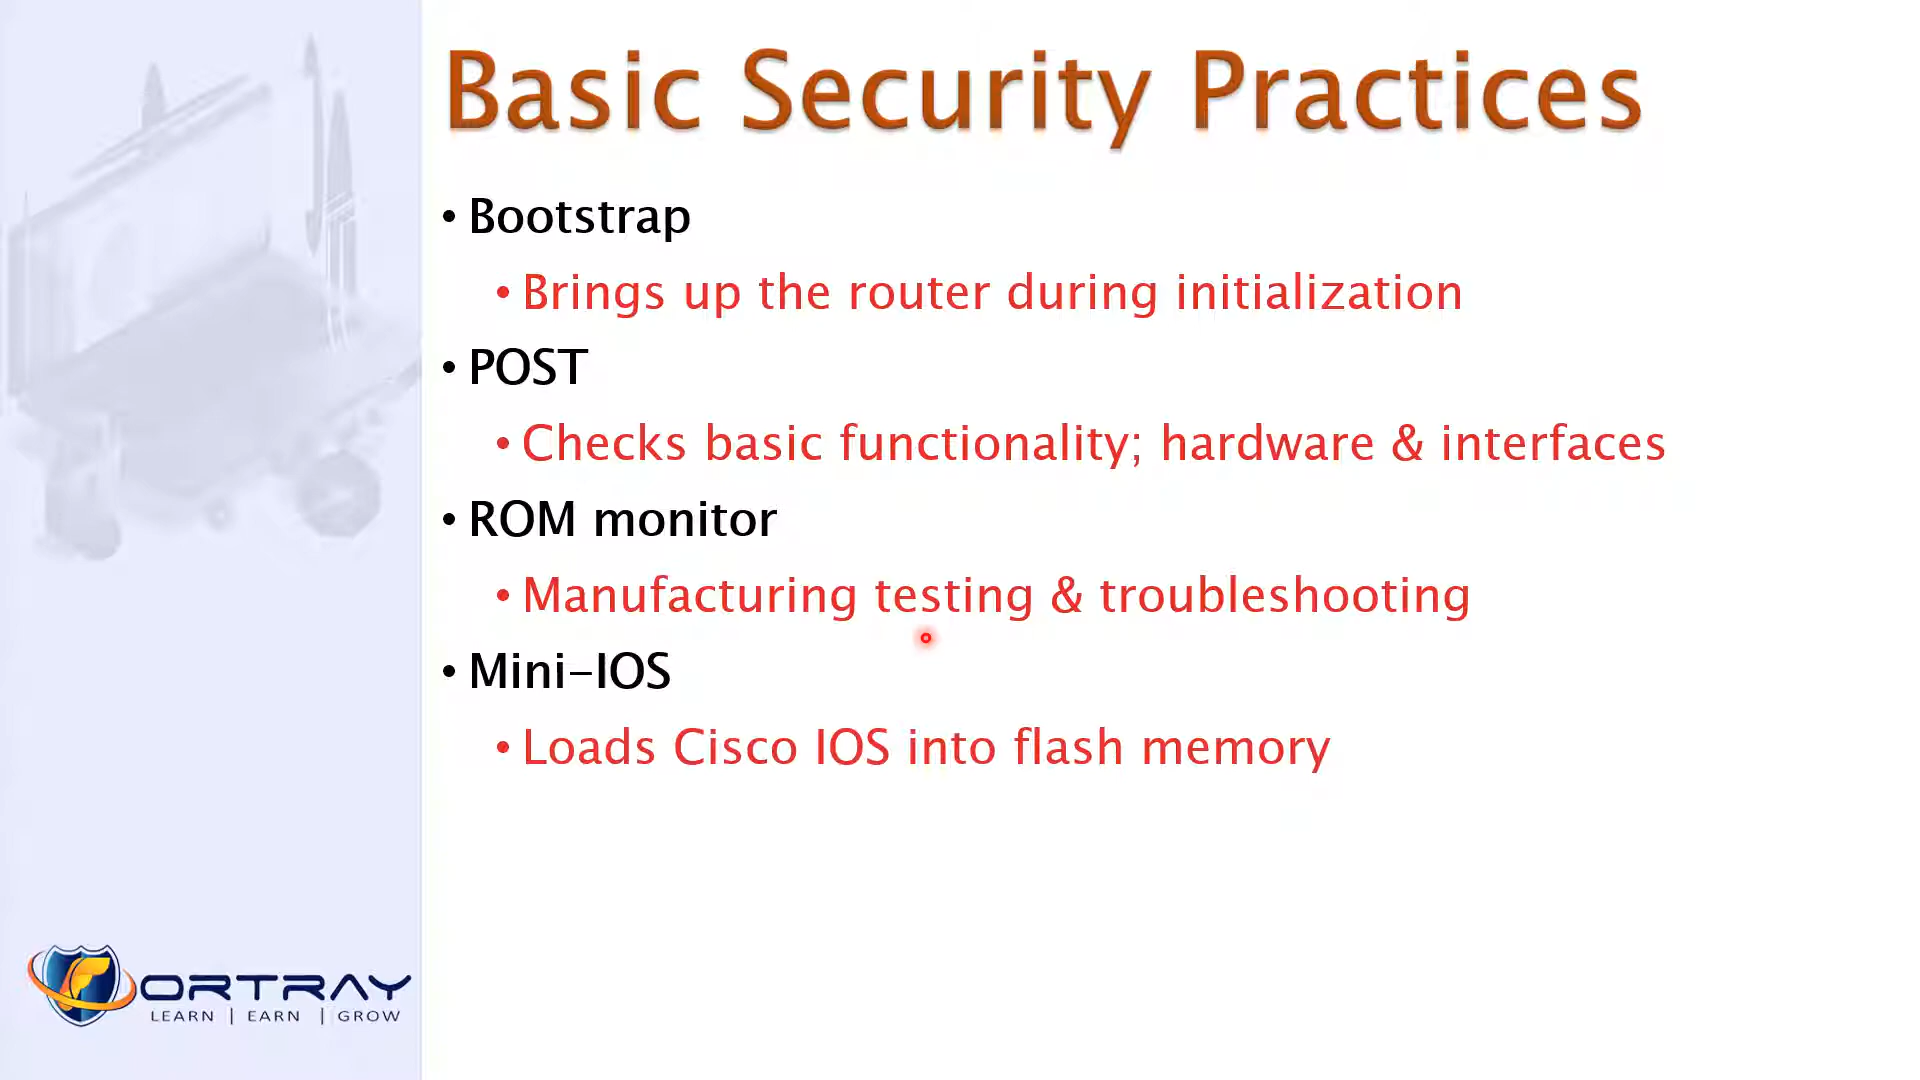 Basic Security Practices
• Bootstrap
• Brings up the router during initialization
• POST
• Checks basic functionality; hardware & interfaces
• ROM monitor
• Manufacturing testing & troubleshooting
• Mini-IOS
• Loads Cisco IOS into flash memory
FORTRAY
LEARN | EARN | GROW